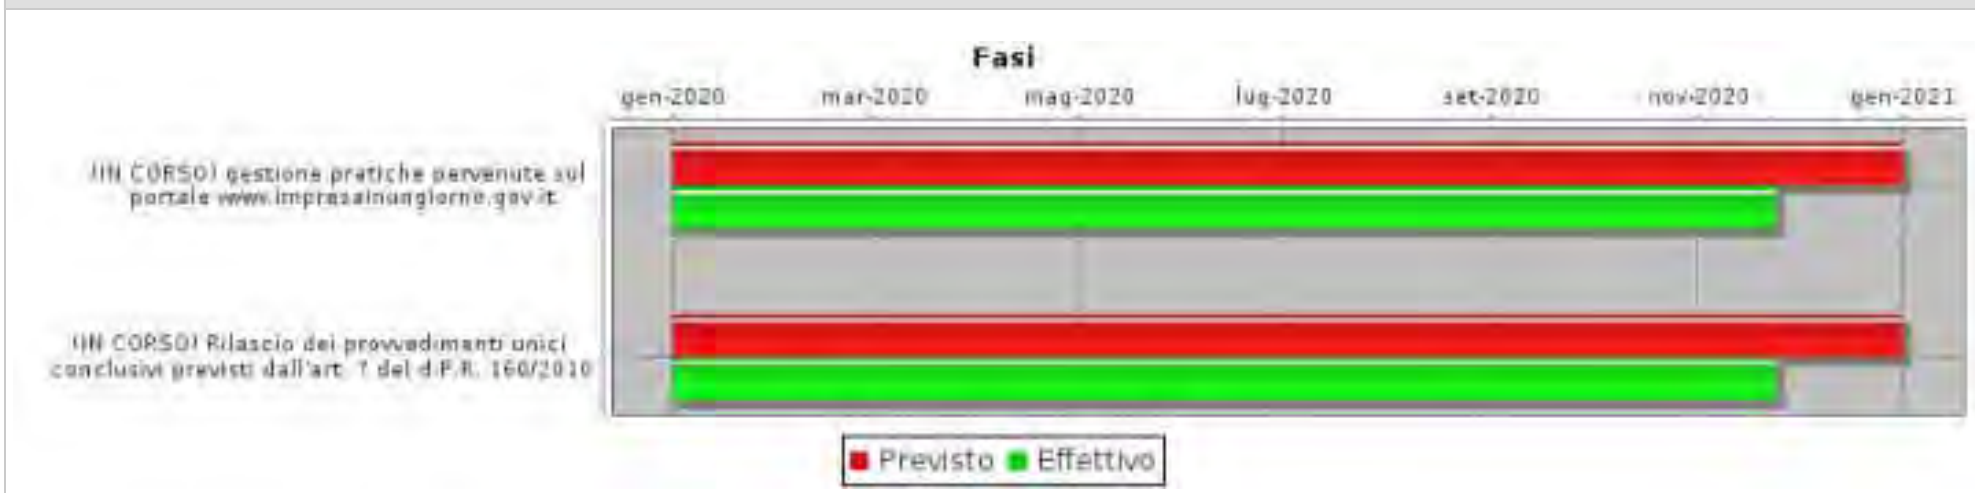 Fasi
gen-2020 mar-2020 mag-2020 lug-2020 set-2020 nov-2020 gen-2021
(IN CORSO) gestione pratiche pervenute sul
portale www.impresainungiorno.gov.it
(IN CORSO) Rilascio dei provvedimenti unici
conclusivi previsti dall'art. 7 del d.P.R. 160/2010
Previsto Effettivo